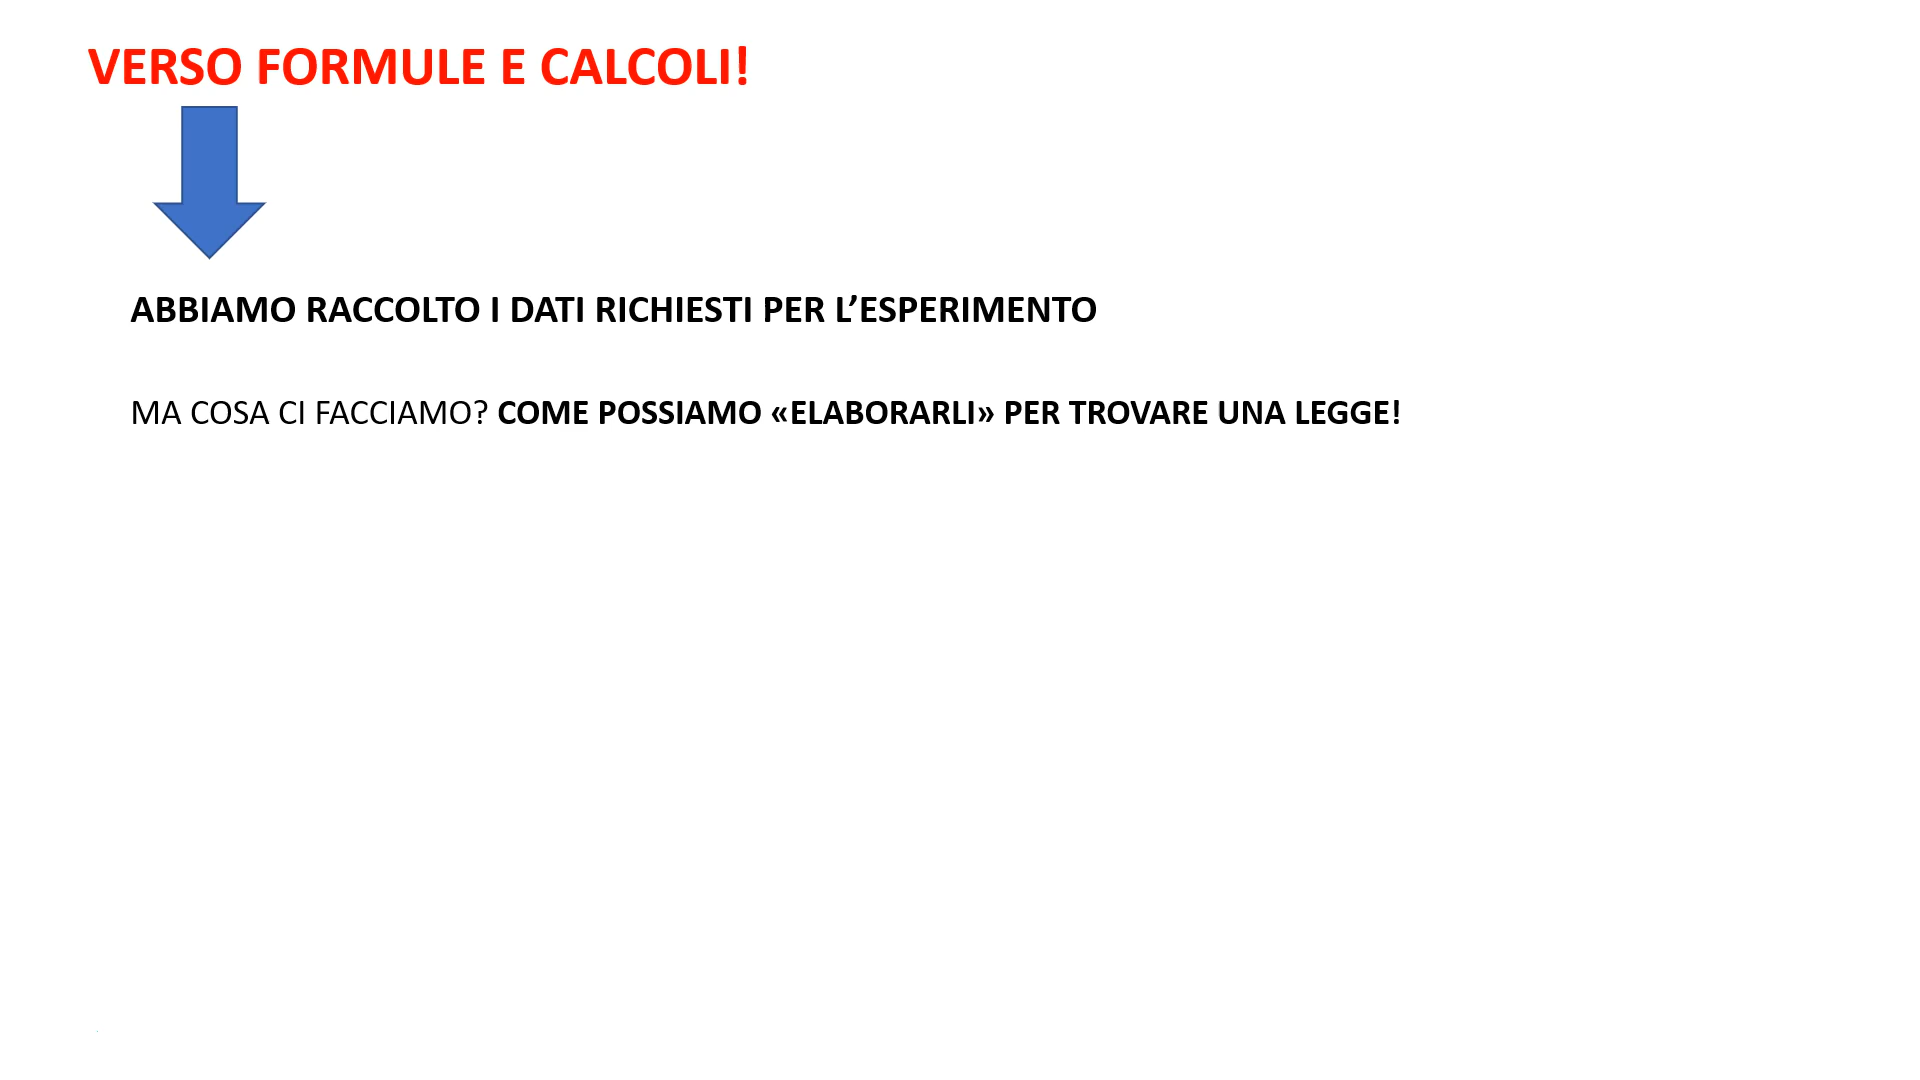 VERSO FORMULE E CALCOLI!
ABBIAMO RACCOLTO I DATI RICHIESTI PER L’ESPERIMENTO
MA COSA CI FACCIAMO? COME POSSIAMO «ELABORARLI» PER TROVARE UNA LEGGE!